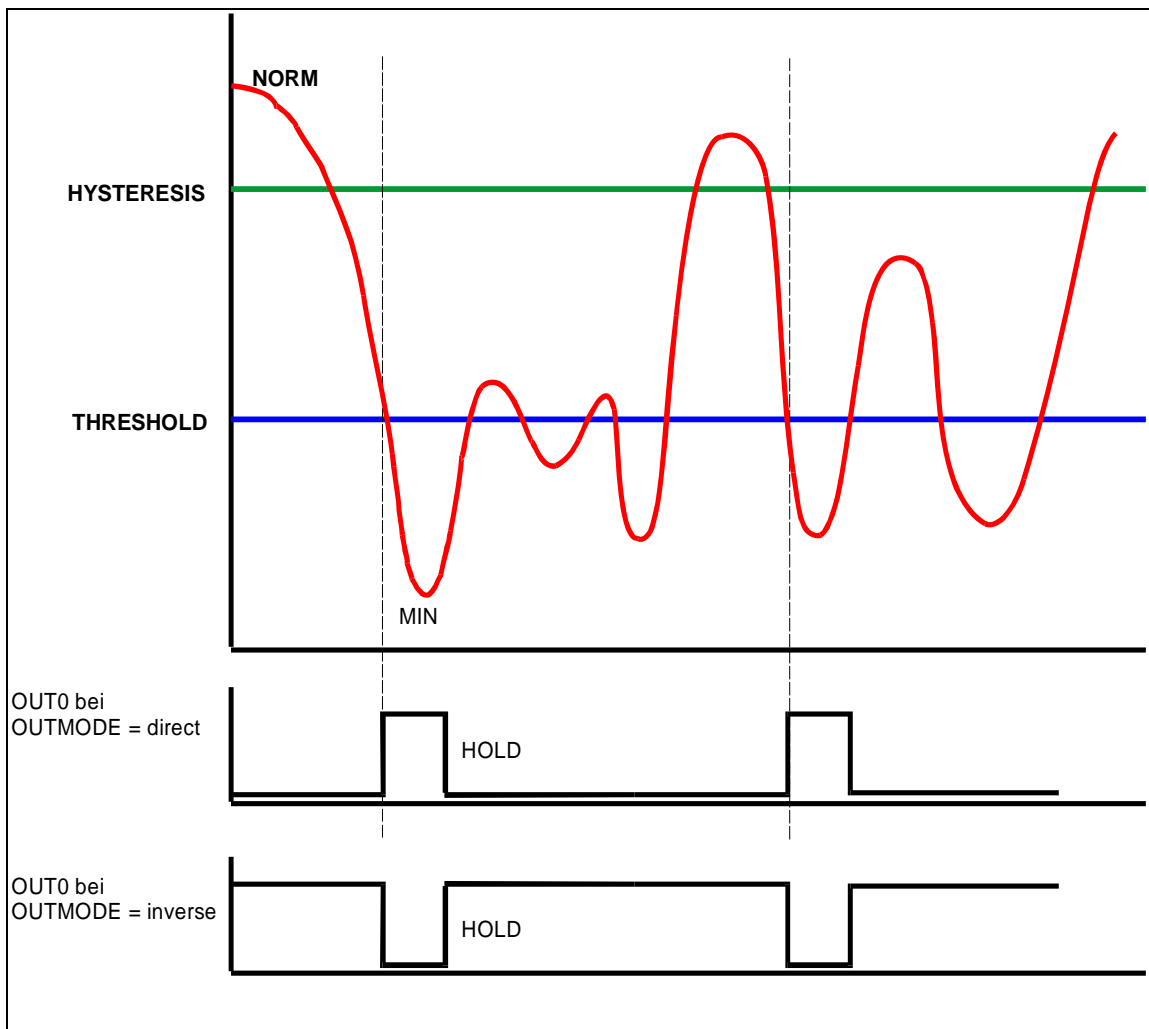 NORM
HYSTERESIS
THRESHOLD
MIN
OUT0 bei
OUTMODE = direct
HOLD
OUT0 bei
OUTMODE = inverse
HOLD